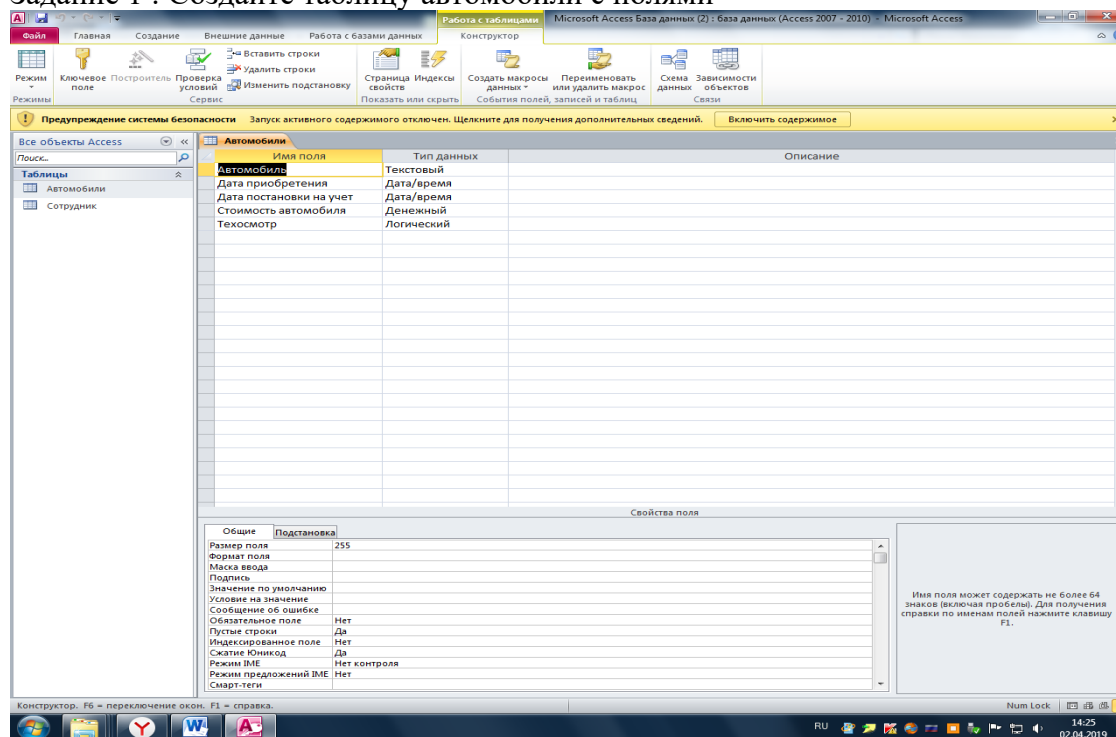 Задание 1 . Создайте таблицу автомобили с полями
Работа с таблицами Microsoft Access База данных (2) : база данных (Access 2007 - 2010) - Microsoft Access
Файл Главная Создание Внешние данные Работа с базами данных Конструктор
Режим
Ключевое поле
Построитель
Проверка условий
Вставить строки
Удалить строки
Изменить подстановку
Страница свойств
Индексы
Создать макросы данных
Переименовать или удалить макрос
Схема данных
Зависимости объектов
Режимы Сервис Показать или скрыть События полей, записей и таблиц Связи
Предупреждение системы безопасности Запуск активного содержимого отключен. Щелкните для получения дополнительных сведений. Включить содержимое
Все объекты Access
Поиск...
Таблицы
Автомобили
Сотрудник
Автомобили
Имя поля Тип данных Описание
Автомобиль Текстовый
Дата приобретения Дата/время
Дата постановки на учет Дата/время
Стоимость автомобиля Денежный
Техосмотр Логический
Свойства поля
Общие Подстановка
Размер поля 255
Формат поля
Маска ввода
Подпись
Значение по умолчанию
Условие на значение
Сообщение об ошибке
Обязательное поле Нет
Пустые строки Да
Индексированное поле Нет
Сжатие Юникод Да
Режим IME Нет контроля
Режим предложений IME Нет
Смарт-теги
Имя поля может содержать не более 64
знаков (включая пробелы). Для получения
справки по именам полей нажмите клавишу
F1.
Конструктор. F6 = переключение окон. F1 = справка. Num Lock
RU 14:25
02.04.2019